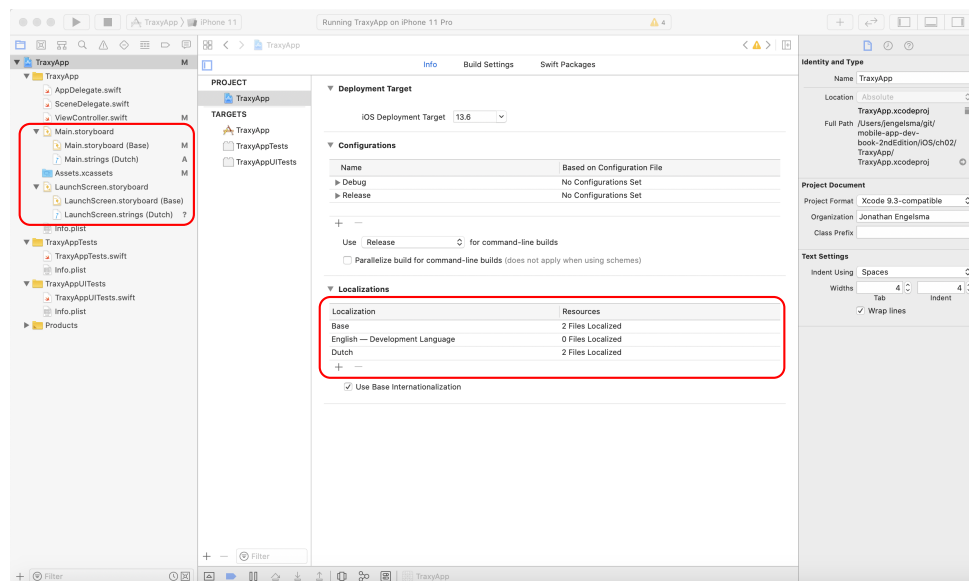 TraxyApp
iPhone 11
Running TraxyApp on iPhone 11 Pro
4
TraxyApp
TraxyApp M
TraxyApp
AppDelegate.swift
SceneDelegate.swift
ViewController.swift M
Main.storyboard
Main.storyboard (Base) M
Main.strings (Dutch) A
Assets.xcassets M
LaunchScreen.storyboard
LaunchScreen.storyboard (Base)
LaunchScreen.strings (Dutch) ?
Info.plist
TraxyAppTests
TraxyAppTests.swift
Info.plist
TraxyAppUITests
TraxyAppUITests.swift
Info.plist
Products
Filter
Info Build Settings Swift Packages
PROJECT
TraxyApp
TARGETS
TraxyApp
TraxyAppTests
TraxyAppUITests
Filter
Deployment Target
iOS Deployment Target 13.6
Configurations
Name Based on Configuration File
Debug No Configurations Set
Release No Configurations Set
Use Release for command-line builds
Parallelize build for command-line builds (does not apply when using schemes)
Localizations
Localization Resources
Base 2 Files Localized
English — Development Language 0 Files Localized
Dutch 2 Files Localized
Use Base Internationalization
TraxyApp
Identity and Type
Name TraxyApp
Location Absolute
TraxyApp.xcodeproj
Full Path /Users/jengelsma/git/
mobile-app-dev-
book-2ndEdition/iOS/ch02/
TraxyApp/
TraxyApp.xcodeproj
Project Document
Project Format Xcode 9.3-compatible
Organization Jonathan Engelsma
Class Prefix
Text Settings
Indent Using Spaces
Widths 4 4
Tab Indent
Wrap lines